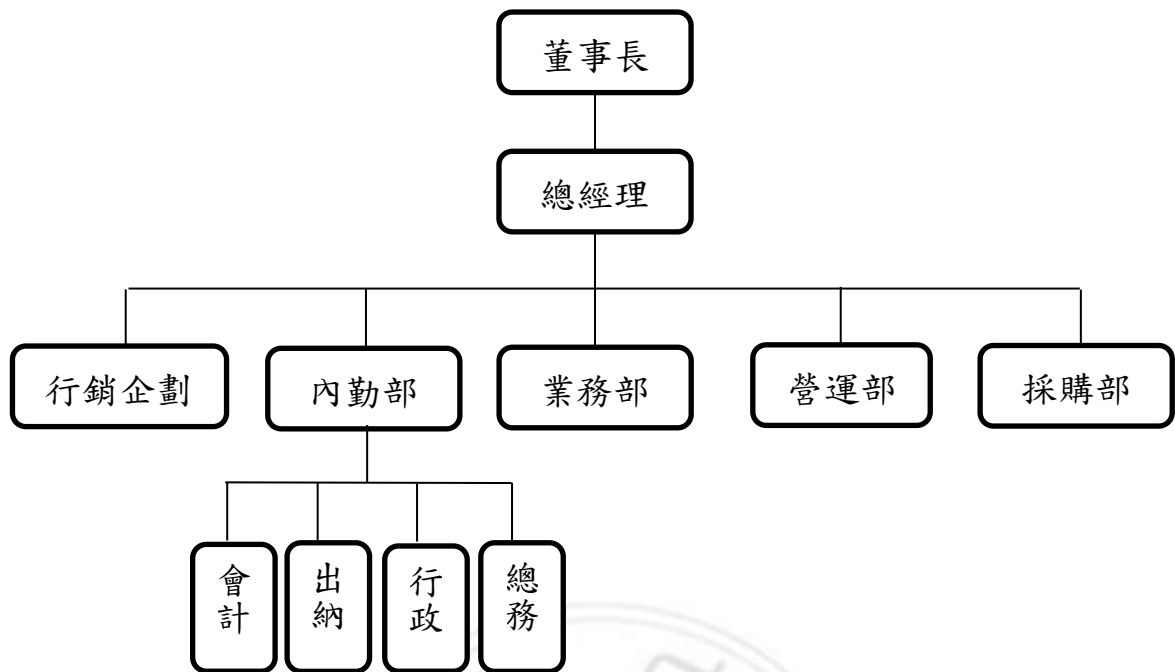 董事長
總經理
行銷企劃
內勤部
業務部
營運部
採購部
會計
出納
行政
總務